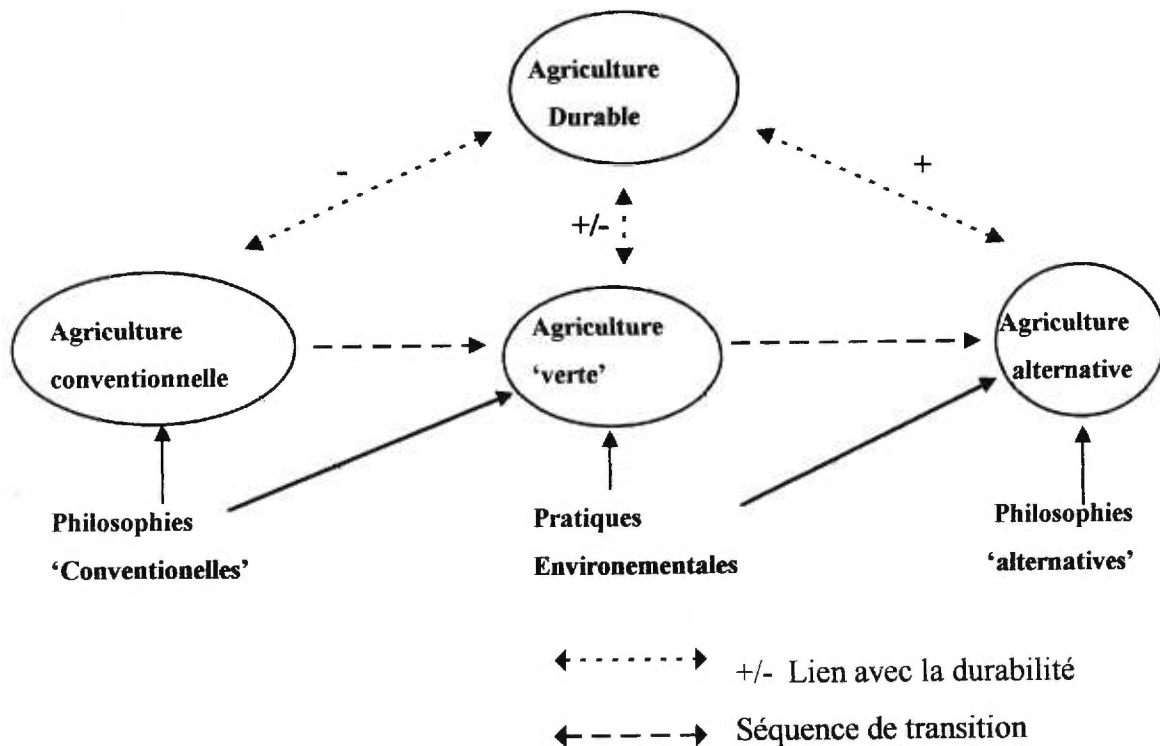 Agriculture
Durable
-
+
+/-
Agriculture
conventionnelle
Agriculture
‘verte’
Agriculture
alternative
Philosophies
‘Conventionelles’
Pratiques
Environementales
Philosophies
‘alternatives’
+/- Lien avec la durabilité
Séquence de transition